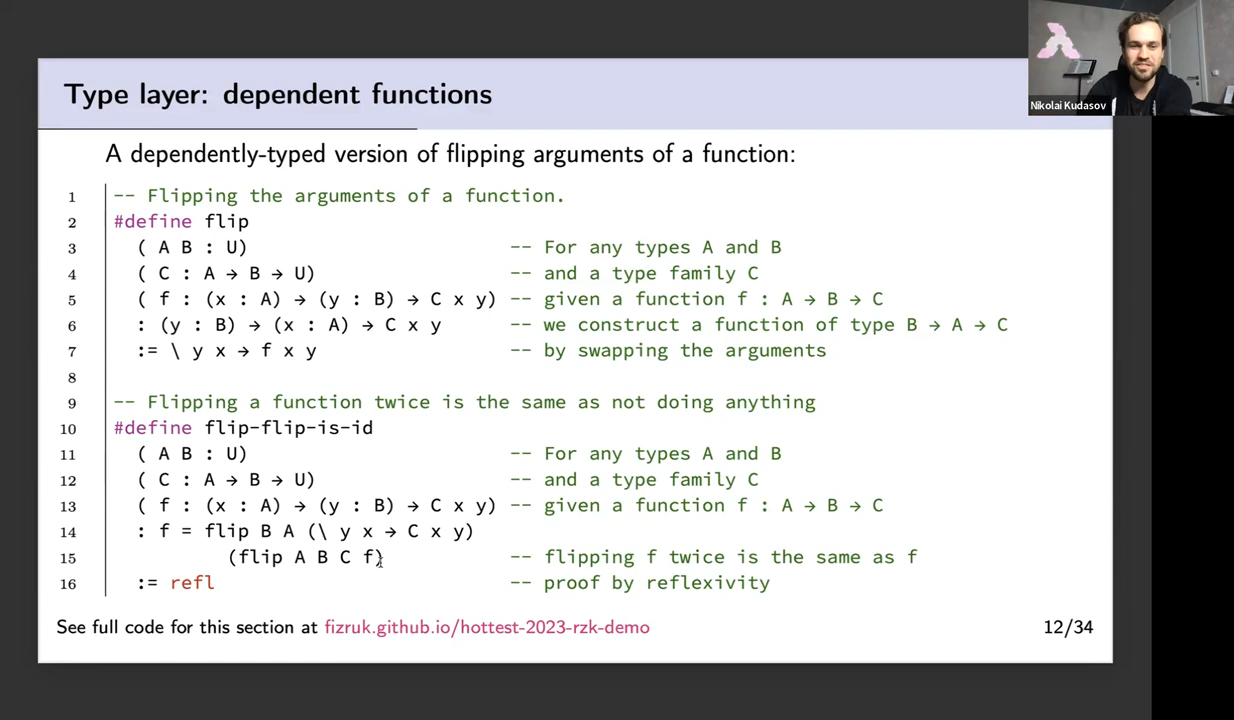 Type layer: dependent functions
Nikolai Kudasov
A dependently-typed version of flipping arguments of a function:
1 -- Flipping the arguments of a function.
2 #define flip
3 ( A B : U) -- For any types A and B
4 ( C : A → B → U) -- and a type family C
5 ( f : (x : A) → (y : B) → C x y) -- given a function f : A → B → C
6 : (y : B) → (x : A) → C x y -- we construct a function of type B → A → C
7 := \ y x → f x y -- by swapping the arguments
8
9 -- Flipping a function twice is the same as not doing anything
10 #define flip-flip-is-id
11 ( A B : U) -- For any types A and B
12 ( C : A → B → U) -- and a type family C
13 ( f : (x : A) → (y : B) → C x y) -- given a function f : A → B → C
14 : f = flip B A (\ y x → C x y)
15 (flip A B C f) -- flipping f twice is the same as f
16 := refl -- proof by reflexivity
See full code for this section at fizruk.github.io/hottest-2023-rzk-demo 12/34